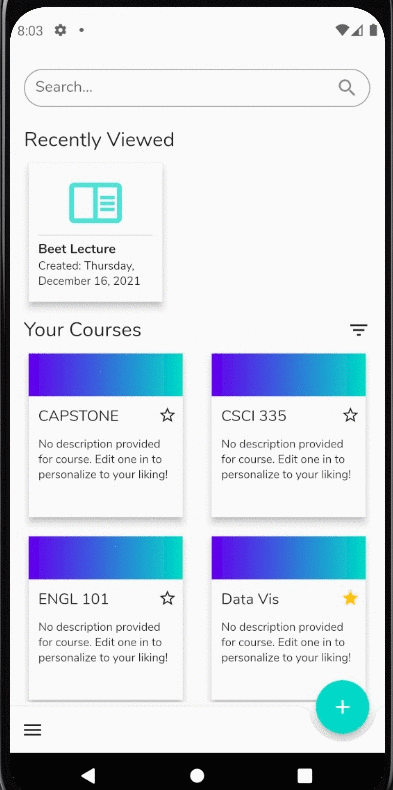 8:03
Search...
Recently Viewed
Beet Lecture
Created: Thursday,
December 16, 2021
Your Courses
CAPSTONE
No description provided
for course. Edit one in to
personalize to your liking!
CSCI 335
No description provided
for course. Edit one in to
personalize to your liking!
ENGL 101
No description provided
for course. Edit one in to
personalize to your liking!
Data Vis
No description provided
for course. Edit one in to
personalize to your liking!